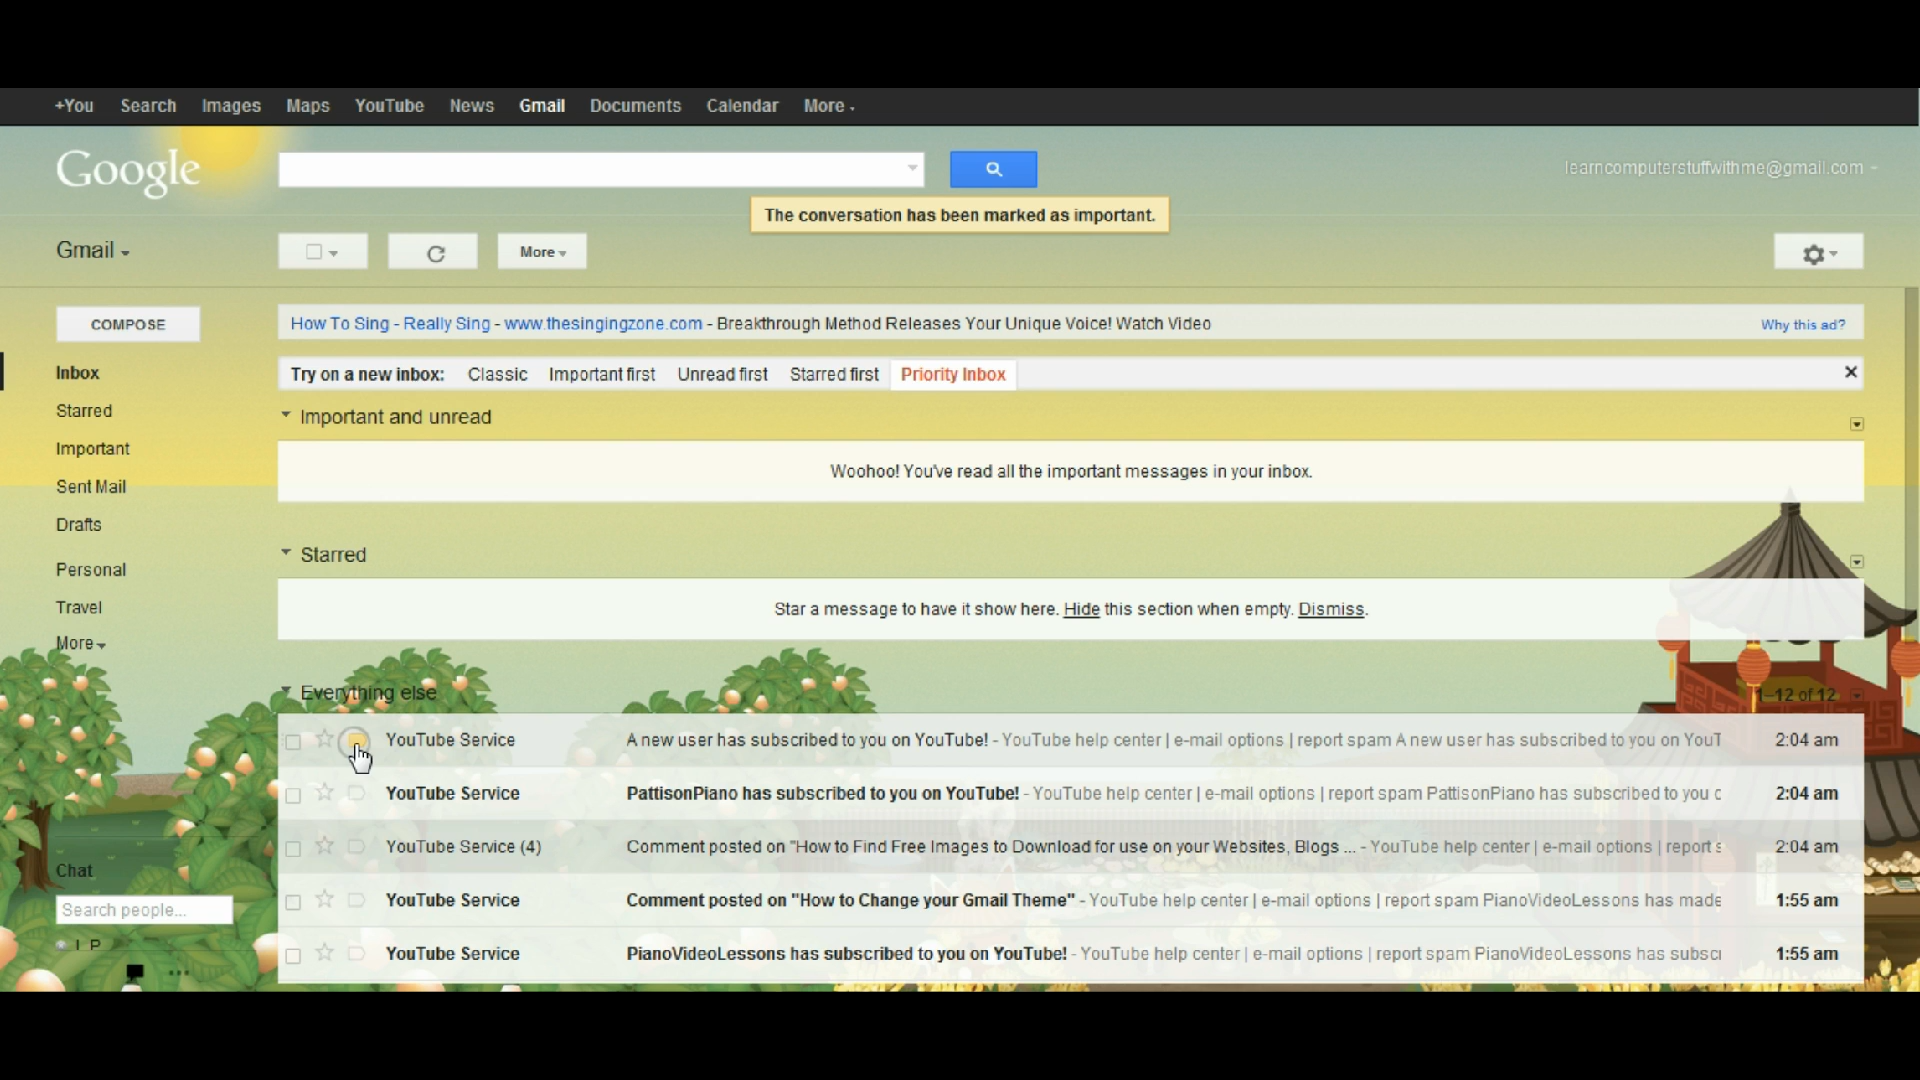 +You Search Images Maps YouTube News Gmail Documents Calendar More
Google
learncomputerstuffwithme@gmail.com
The conversation has been marked as important.
Gmail
More
COMPOSE
How To Sing - Really Sing - www.thesingingzone.com - Breakthrough Method Releases Your Unique Voice! Watch Video Why this ad?
Inbox
Try on a new inbox: Classic Important first Unread first Starred first Priority Inbox
Starred
Important and unread
Important
Woohoo! You've read all the important messages in your inbox.
Sent Mail
Drafts
Starred
Personal
Travel
Star a message to have it show here. Hide this section when empty. Dismiss.
More
Everything else 1–12 of 12
YouTube Service A new user has subscribed to you on YouTube! - YouTube help center | e-mail options | report spam A new user has subscribed to you on YouT 2:04 am
YouTube Service PattisonPiano has subscribed to you on YouTube! - YouTube help center | e-mail options | report spam PattisonPiano has subscribed to you c 2:04 am
YouTube Service (4) Comment posted on "How to Find Free Images to Download for use on your Websites, Blogs ... - YouTube help center | e-mail options | report s 2:04 am
Chat
YouTube Service Comment posted on "How to Change your Gmail Theme" - YouTube help center | e-mail options | report spam PianoVideoLessons has made 1:55 am
Search people...
L P
YouTube Service PianoVideoLessons has subscribed to you on YouTube! - YouTube help center | e-mail options | report spam PianoVideoLessons has subsci 1:55 am